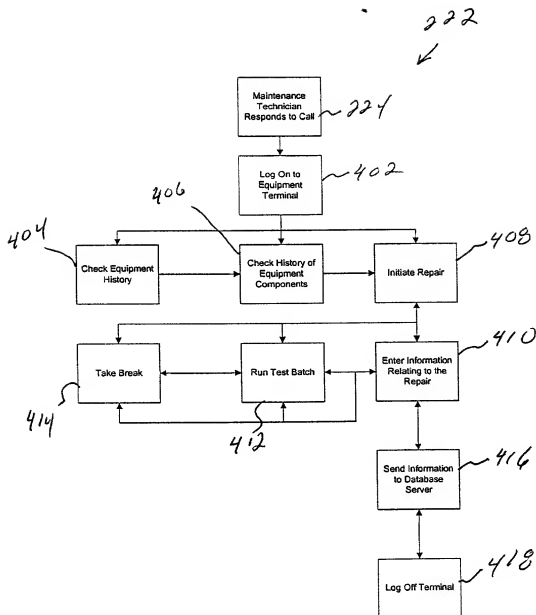 222
Maintenance
Technician
Responds to Call
224
Log On to
Equipment
Terminal
402
406
404
408
Check Equipment
History
Check History of
Equipment
Components
Initiate Repair
410
Take Break
Run Test Batch
Enter Information
Relating to the
Repair
414
412
Send Information
to Database
Server
416
Log Off Terminal
418